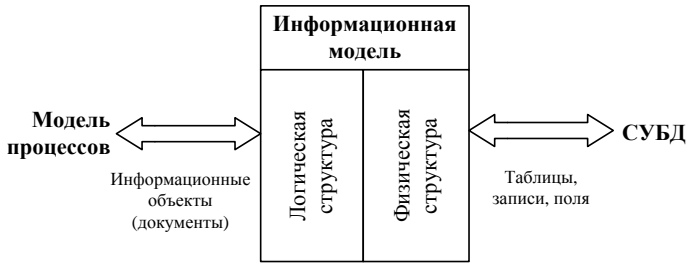 Информационная
модель
Модель
процессов
Информационные
объекты
(документы)
Логическая
структура
Физическая
структура
СУБД
Таблицы,
записи, поля